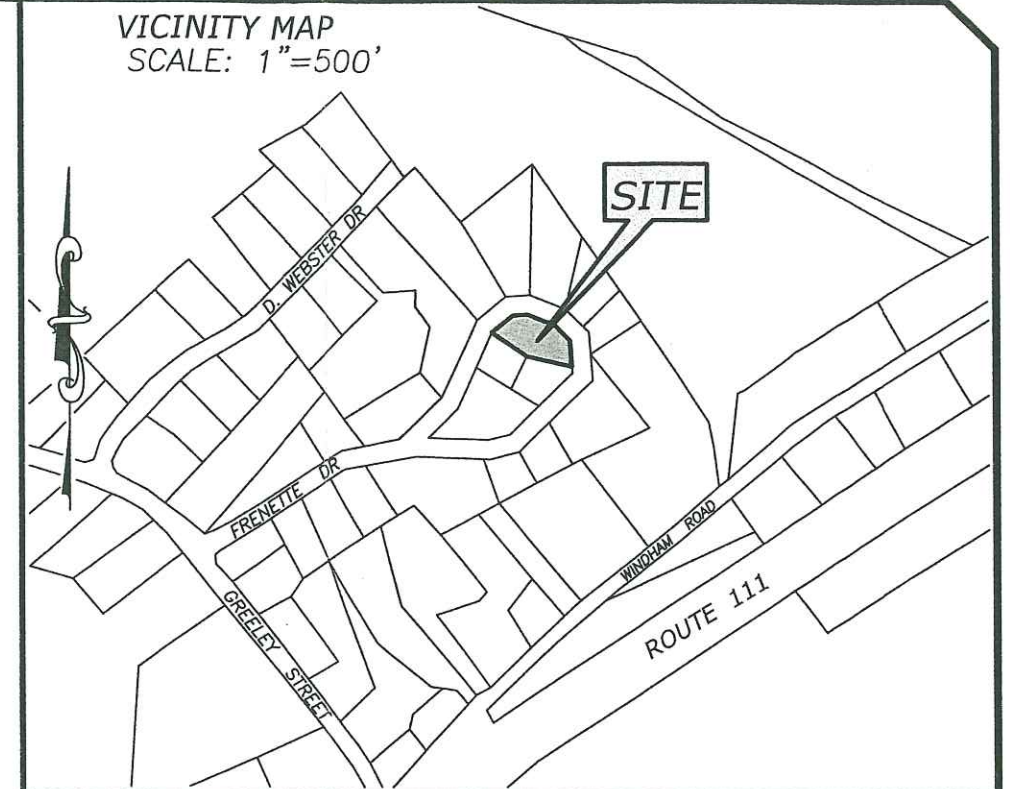 VICINITY MAP
SCALE: 1"=500'
SITE
D. WEBSTER DR
FRENETTE DR
WINDHAM ROAD
ROUTE 111
GREELEY STREET